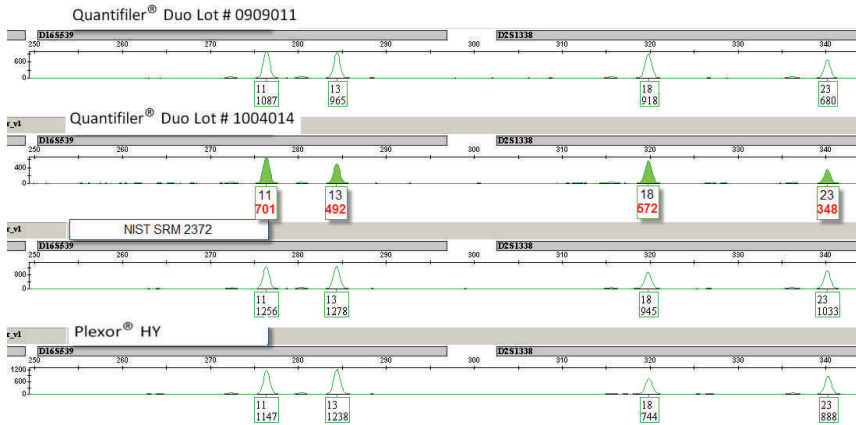 Quantifiler® Duo Lot # 0909011
D16S539 D2S1338
250 260 270 280 290 300 310 320 330 340
600
0
11 13 18 23
1087 965 918 680
Quantifiler® Duo Lot # 1004014
r_v1
D16S539 D2S1338
250 260 270 280 290 300 310 320 330 340
400
0
11 13 18 23
701 492 572 348
r_v1 NIST SRM 2372
D16S539 D2S1338
250 260 270 280 290 300 310 320 330 340
800
0
11 13 18 23
1256 1278 945 1033
r_v1 Plexor® HY
D16S539 D2S1338
250 260 270 280 290 300 310 320 330 340
1200
600
0
11 13 18 23
1147 1238 744 888